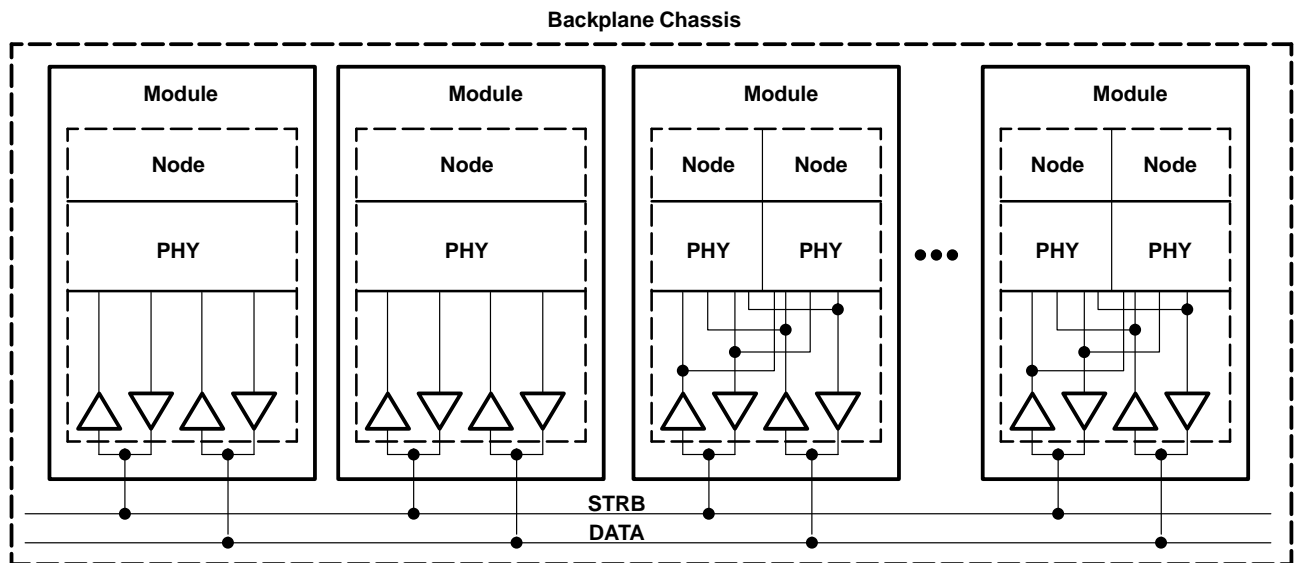 Backplane Chassis
Module Module Module Module
Node Node Node Node Node Node
PHY PHY PHY PHY PHY PHY
STRB
DATA